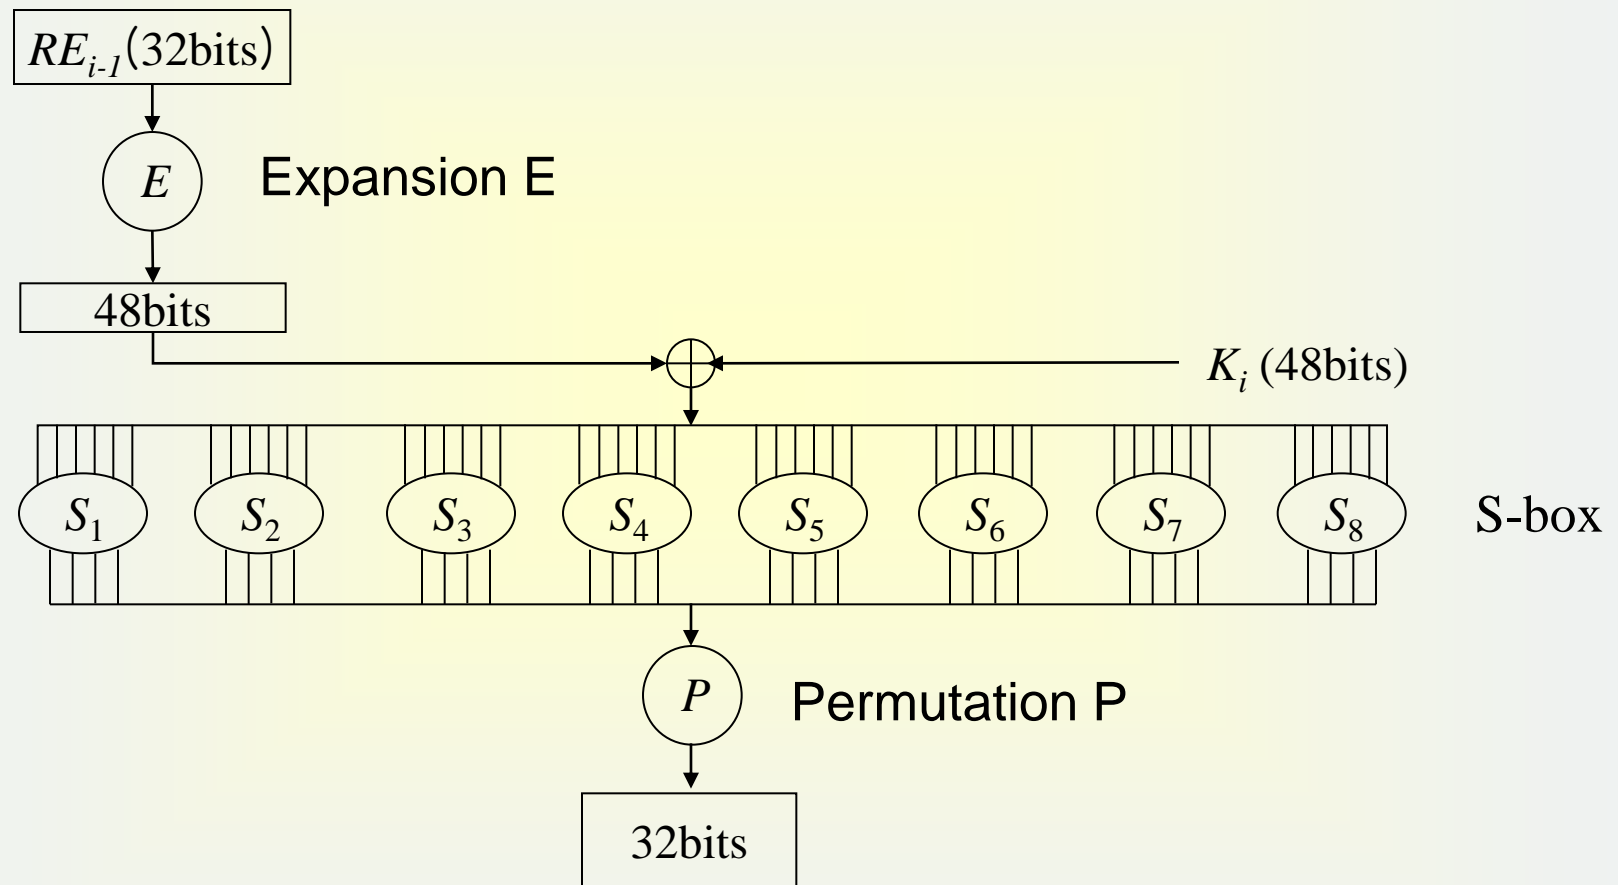 RE_{i-1}(32bits)
E
Expansion E
48bits
K_i (48bits)
S_1 S_2 S_3 S_4 S_5 S_6 S_7 S_8 S-box
P
Permutation P
32bits